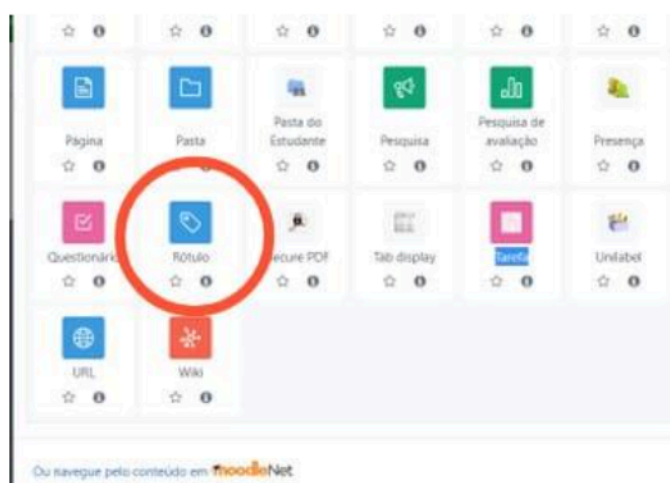 Página
Pasta
Pasta do
Estudante
Pesquisa
Pesquisa de
avaliação
Presença
Questionário
Rótulo
Secure PDF
Tab display
Tarefa
Unilabel
URL
Wiki
Ou navegue pelo conteúdo em moodleNet